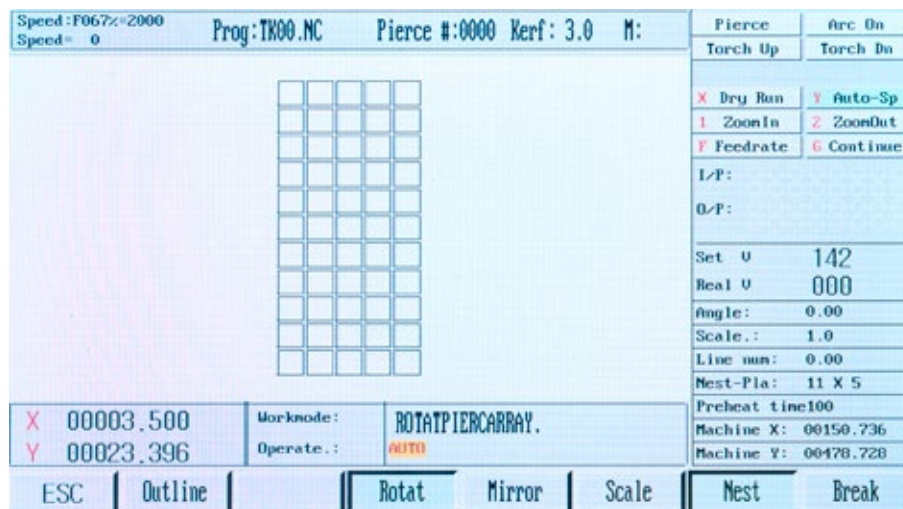 Speed:F067%=2000
Speed= 0
Prog:TK00.NC Pierce #:0000 Kerf: 3.0 M:
Pierce Arc On
Torch Up Torch Dn
X Dry Run Y Auto-Sp
1 ZoomIn 2 ZoomOut
F Feedrate G Continue
I/P:
O/P:
Set V 142
Real V 000
Angle: 0.00
Scale.: 1.0
Line num: 0.00
Nest-Pla: 11 X 5
Preheat time100
Machine X: 00150.736
Machine Y: 00478.728
X 00003.500
Y 00023.396
Workmode: ROTATPIERCARRAY.
Operate.: AUTO
ESC Outline Rotat Mirror Scale Nest Break